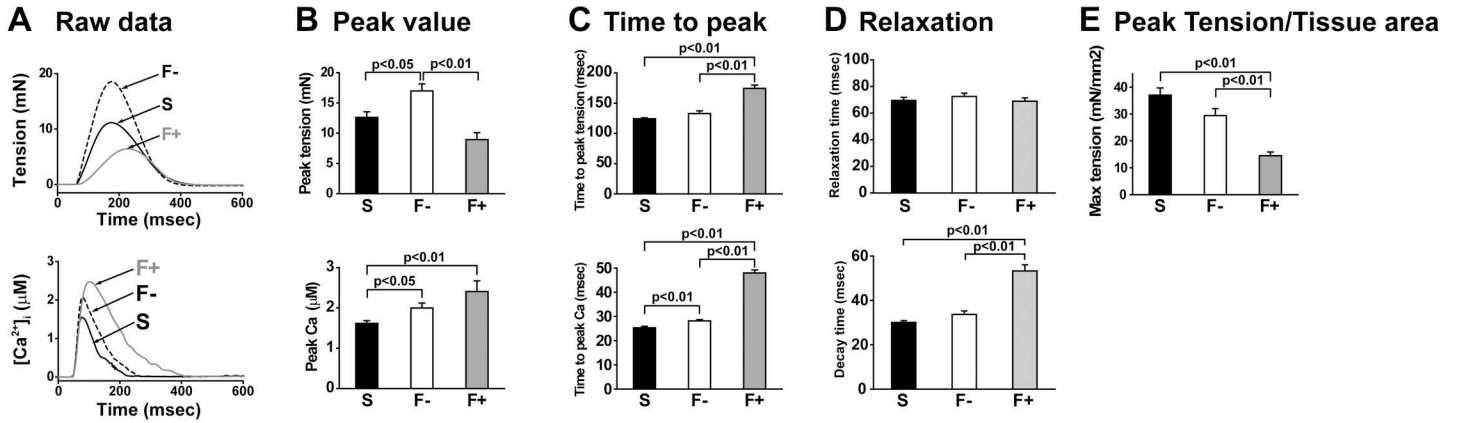 A Raw data
Tension (mN)
20
10
0
F-
S
F+
0 200 400 600
Time (msec)
[Ca2+]i (μM)
3
2
1
0
F+
F-
S
0 200 400 600
Time (msec)
B Peak value
Peak tension (mN)
20
15
10
5
0
p<0.05 p<0.01
S F- F+
Peak Ca (μM)
3
2
1
0
p<0.01
p<0.05
S F- F+
C Time to peak
Time to peak tension (msec)
200
150
100
50
0
p<0.01
p<0.01
S F- F+
Time to peak Ca (msec)
50
40
30
20
10
0
p<0.01
p<0.01
p<0.01
S F- F+
D Relaxation
Relaxation time (msec)
100
80
60
40
20
0
S F- F+
Decay time (msec)
60
40
20
0
p<0.01
p<0.01
S F- F+
E Peak Tension/Tissue area
Max tension (mN/mm2)
40
30
20
10
0
p<0.01
p<0.01
S F- F+